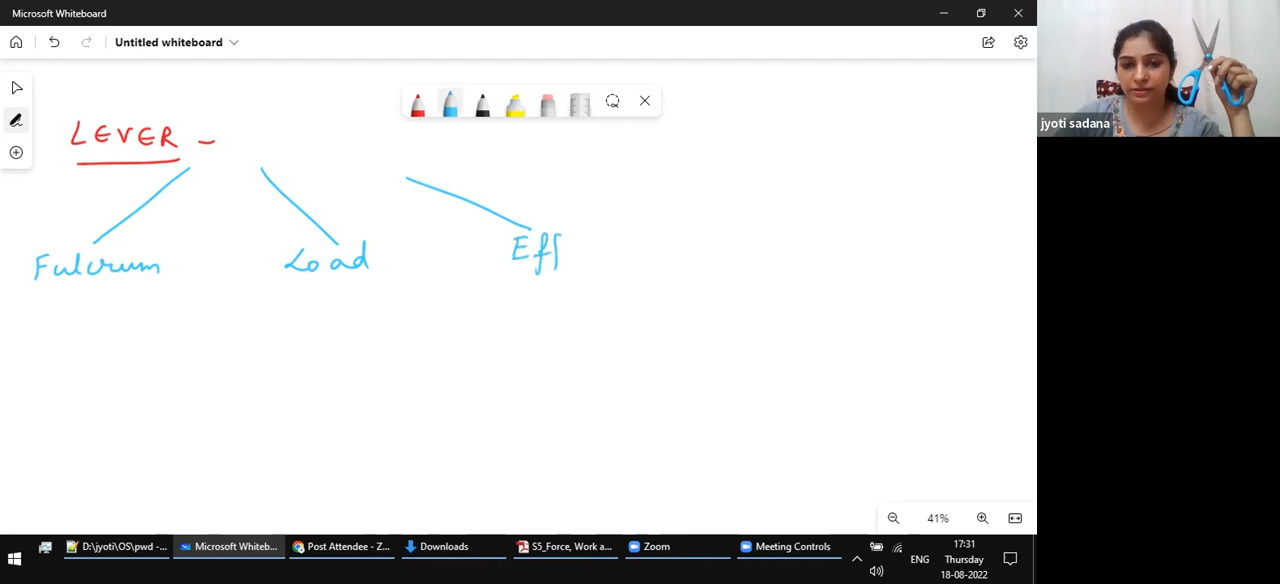 Microsoft Whiteboard
Untitled whiteboard
LEVER -
Fulcrum Load Eff
jyoti sadana
41%
D:\jyoti\OS\pwd -... Microsoft Whiteb... Post Attendee - Z... Downloads S5_Force, Work a... Zoom Meeting Controls ENG 17:31
Thursday
18-08-2022